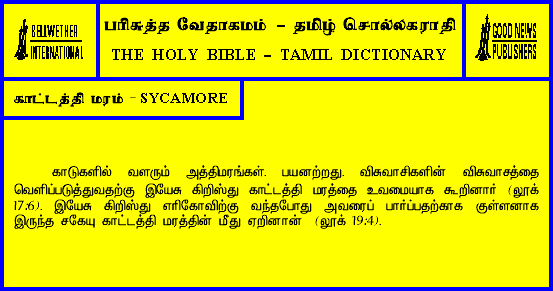 BELLWETHER
INTERNATIONAL
பரிசுத்த வேதாகமம் – தமிழ் சொல்லகராதி
THE HOLY BIBLE – TAMIL DICTIONARY
GOOD NEWS
PUBLISHERS
காட்டத்தி மரம் - SYCAMORE
காடுகளில் வளரும் அத்திமரங்கள். பயனற்றது. விசுவாசிகளின் விசுவாசத்தை
வெளிப்படுத்துவதற்கு இயேசு கிறிஸ்து காட்டத்தி மரத்தை உவமையாக கூறினார் (லூக்
17:6). இயேசு கிறிஸ்து எரிகோவிற்கு வந்தபோது அவரைப் பார்ப்பதற்காக குள்ளனாக
இருந்த சகேயு காட்டத்தி மரத்தின் மீது ஏறினான் (லூக் 19:4).